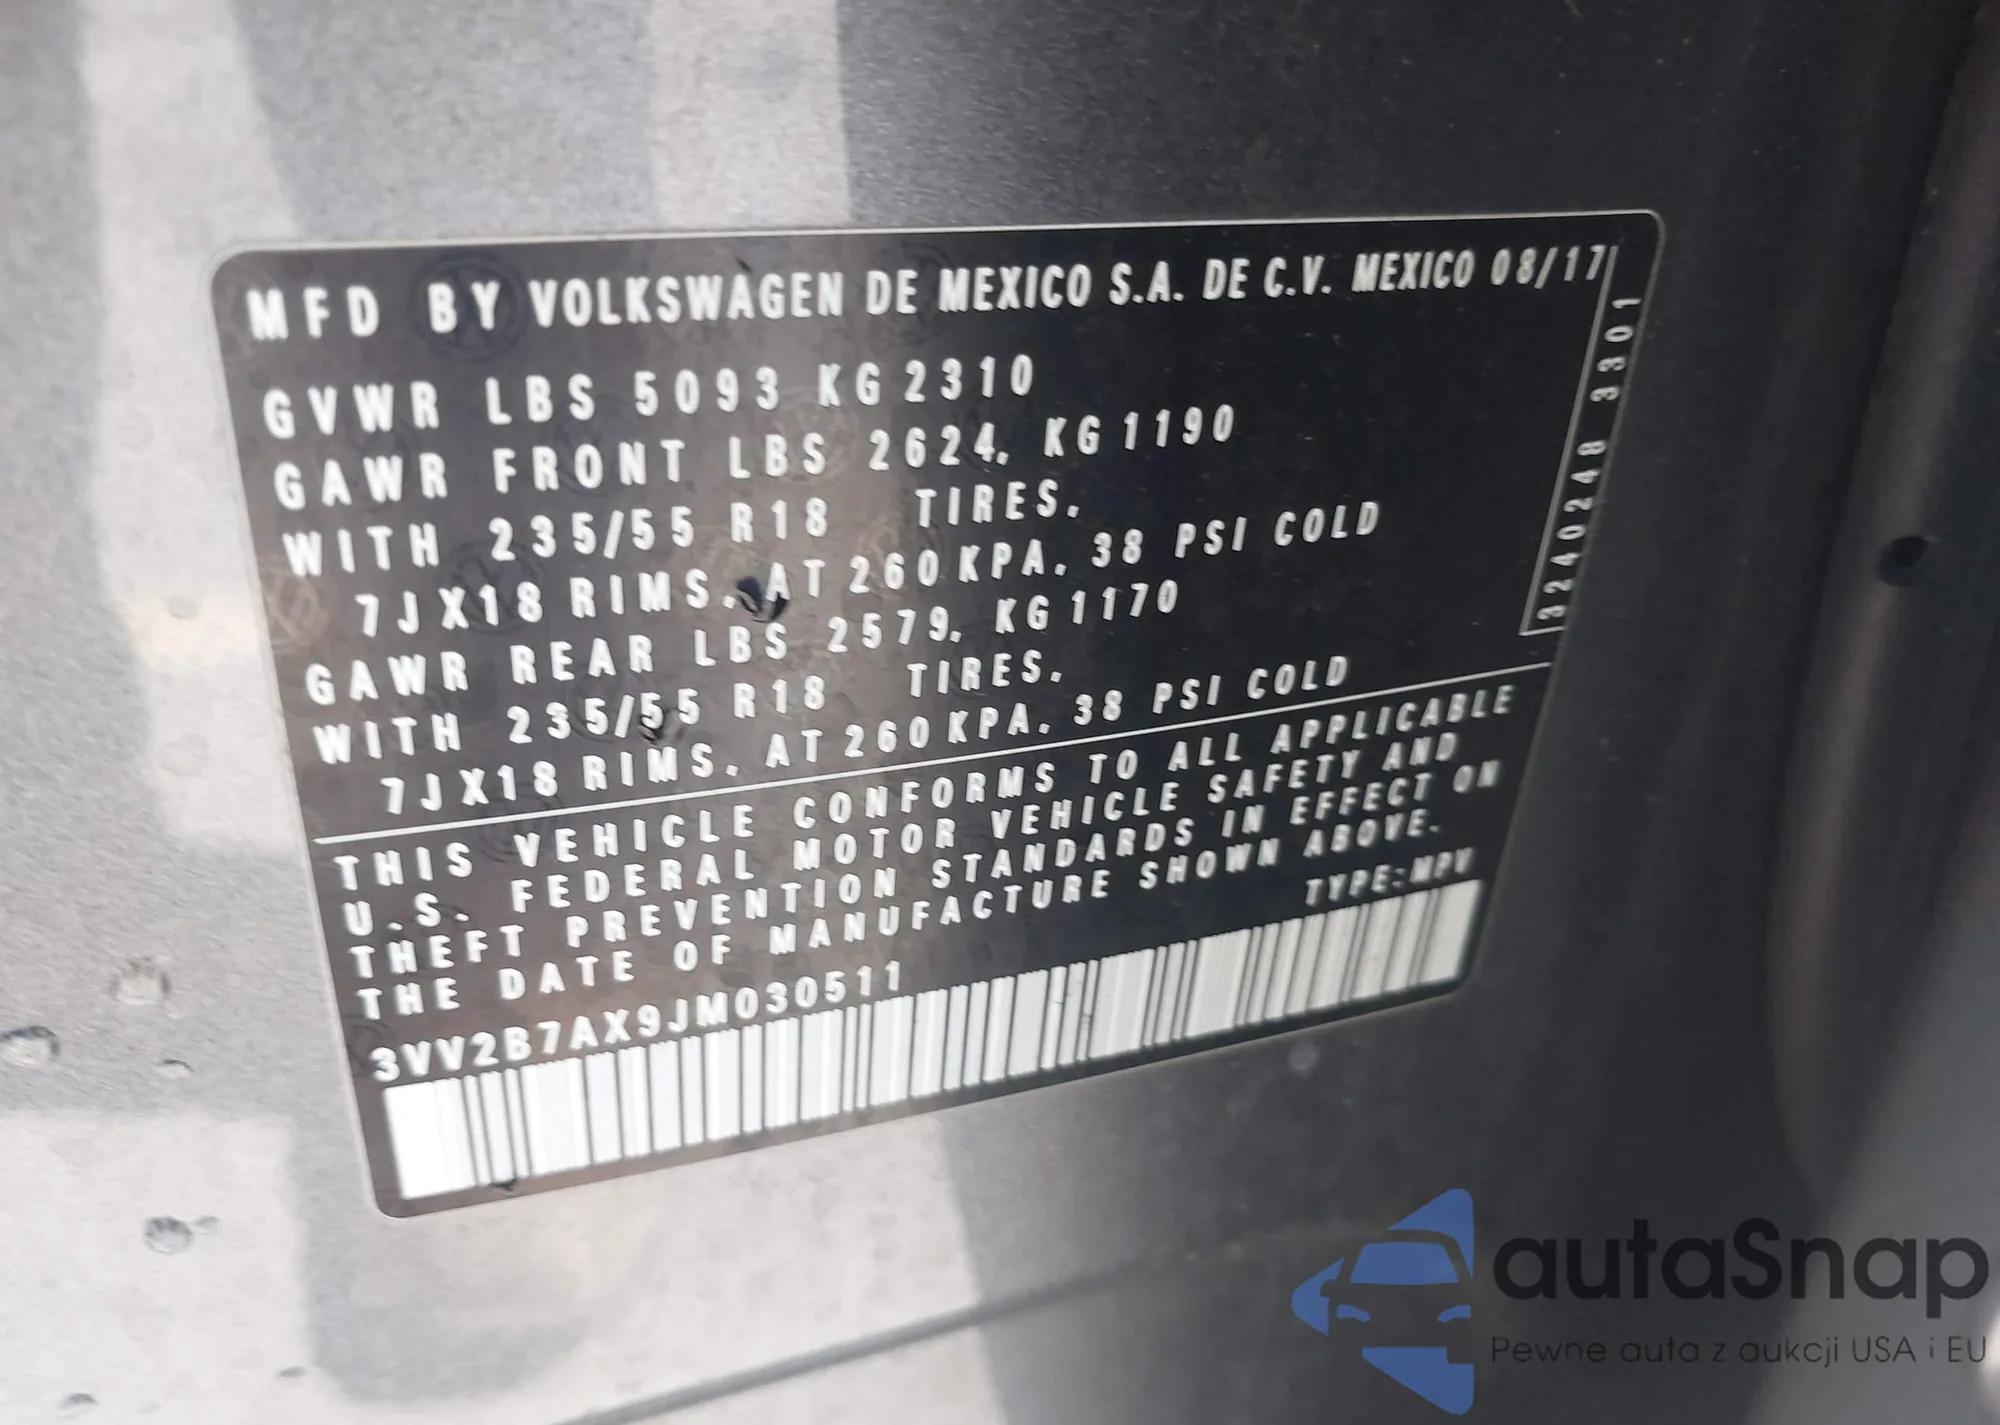 MFD BY VOLKSWAGEN DE MEXICO S.A. DE C.V. MEXICO 08/17
GVWR LBS 5093 KG 2310
GAWR FRONT LBS 2624, KG 1190
WITH 235/55 R18 TIRES,
7JX18 RIMS, AT 260 KPA, 38 PSI COLD
GAWR REAR LBS 2579, KG 1170
WITH 235/55 R18 TIRES,
7JX18 RIMS, AT 260 KPA, 38 PSI COLD
3240248 3301
THIS VEHICLE CONFORMS TO ALL APPLICABLE
U.S. FEDERAL MOTOR VEHICLE SAFETY AND
THEFT PREVENTION STANDARDS IN EFFECT ON
THE DATE OF MANUFACTURE SHOWN ABOVE.
3VV2B7AX9JM030511 TYPE:MPV
autaSnap
Pewne auta z aukcji USA i EU